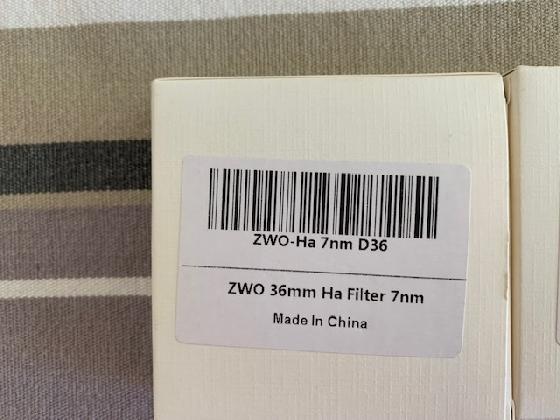 ZWO-Ha 7nm D36
ZWO 36mm Ha Filter 7nm
Made In China